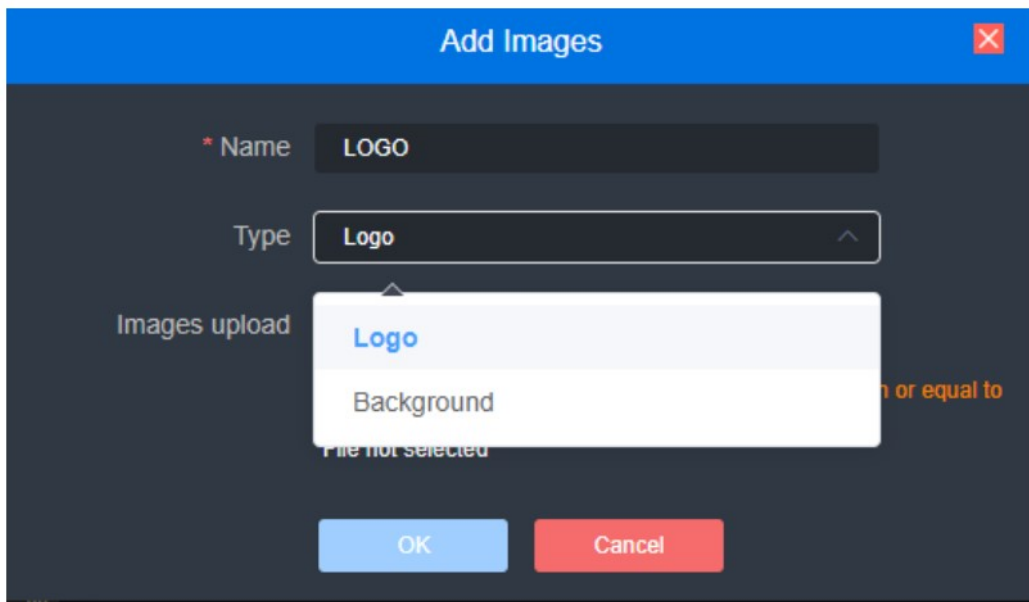 Add Images
* Name LOGO
Type Logo
Images upload
Logo
Background
or equal to
File not selected
OK Cancel